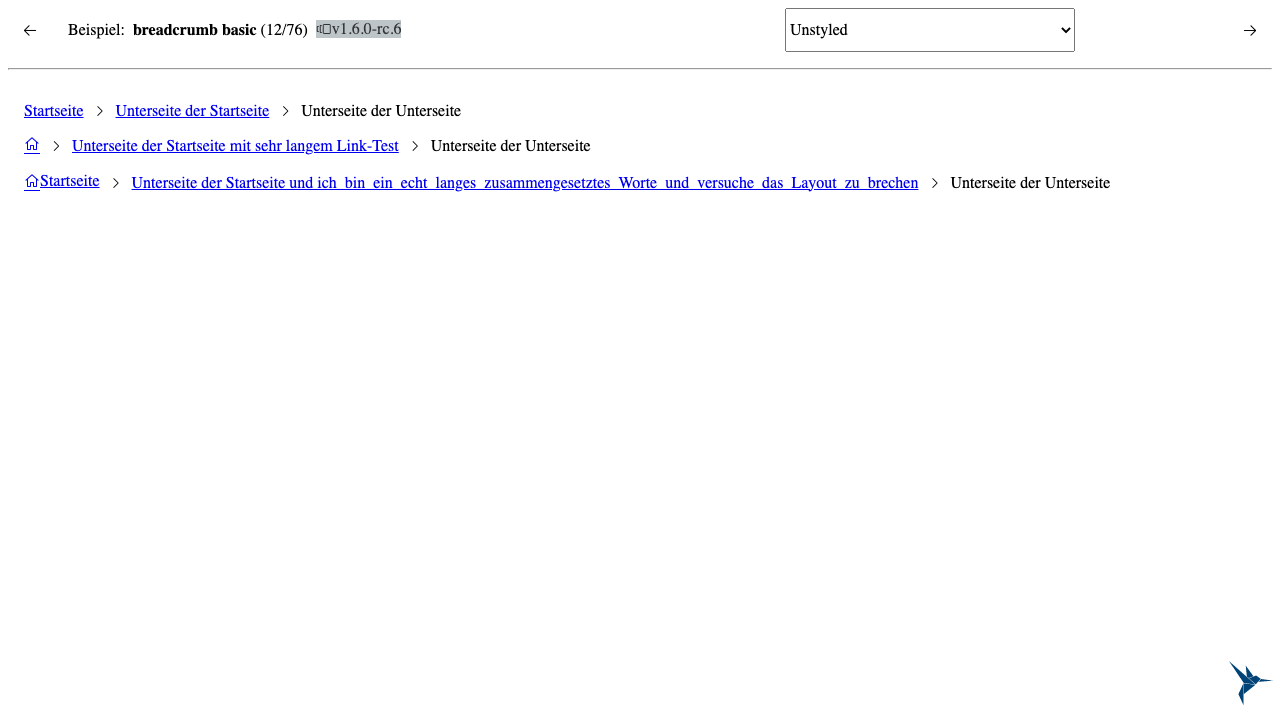 Beispiel: breadcrumb basic (12/76) v1.6.0-rc.6 Unstyled
Startseite Unterseite der Startseite Unterseite der Unterseite
Unterseite der Startseite mit sehr langem Link-Test Unterseite der Unterseite
Startseite Unterseite der Startseite und ich_bin_ein_echt_langes_zusammengesetztes_Worte_und_versuche_das_Layout_zu_brechen Unterseite der Unterseite